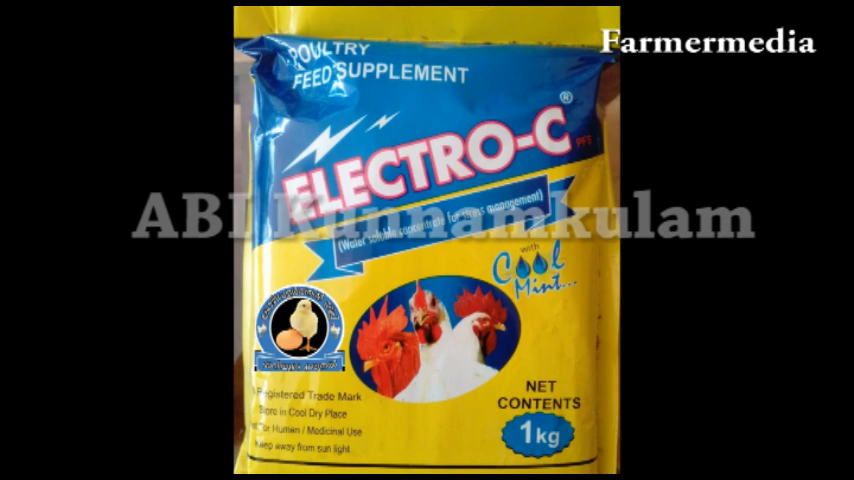 Farmermedia
POULTRY
FEED SUPPLEMENT
ELECTRO-C®
PFS
(Water soluble concentrate for stress management)
ABI Kunnamkulam
with
Cool
Mint...
Registered Trade Mark
Store in Cool Dry Place
Not For Human / Medicinal Use
Keep away from sun light
NET
CONTENTS
1kg